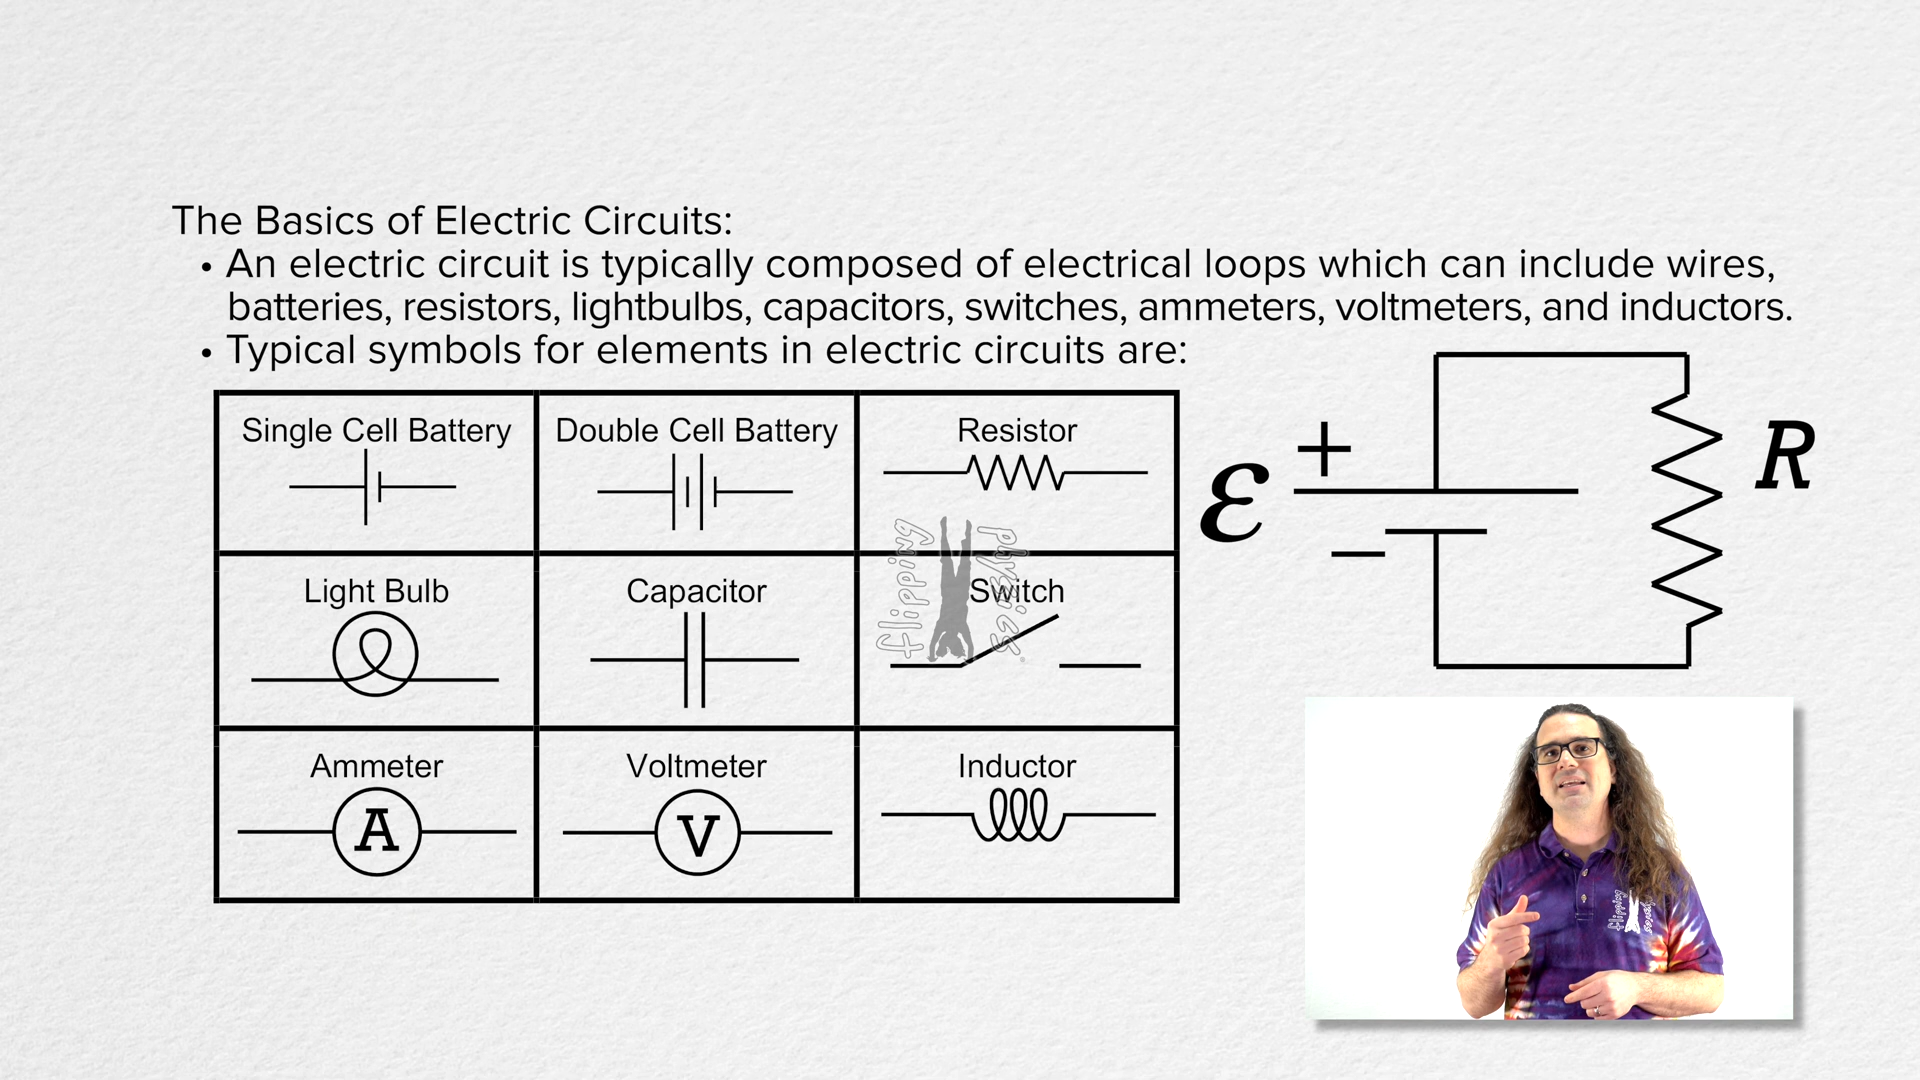 The Basics of Electric Circuits:
• An electric circuit is typically composed of electrical loops which can include wires,
batteries, resistors, lightbulbs, capacitors, switches, ammeters, voltmeters, and inductors.
• Typical symbols for elements in electric circuits are:
Single Cell Battery
Double Cell Battery
Resistor
Light Bulb
Capacitor
Switch
Ammeter
Voltmeter
Inductor
A
V
flipping
physics
ℰ
+
−
R
flipping
physics